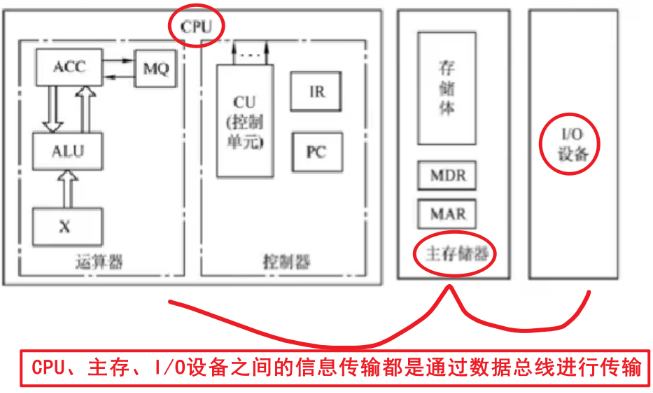 CPU
ACC
MQ
ALU
X
运算器
CU
(控制
单元)
IR
PC
控制器
存
储
体
MDR
MAR
主存储器
I/O
设备
CPU、主存、I/O设备之间的信息传输都是通过数据总线进行传输